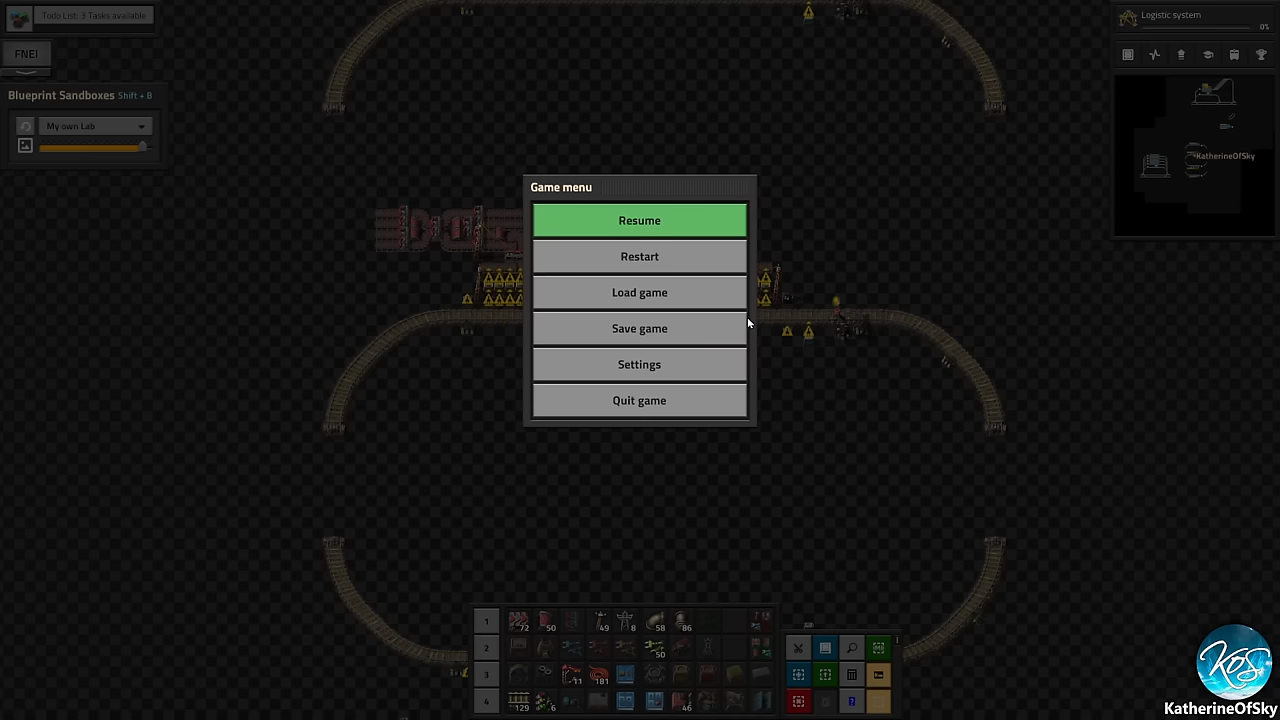 Todo List: 3 Tasks available
Logistic system
0%
FNEI
Blueprint Sandboxes Shift + B
My own Lab
KatherineOfSky
Game menu
Resume
Restart
Load game
Save game
Settings
Quit game
1
72
50
49
8
58
86
2
50
3
11
181
4
129
6
46
KOS
KatherineOfSky